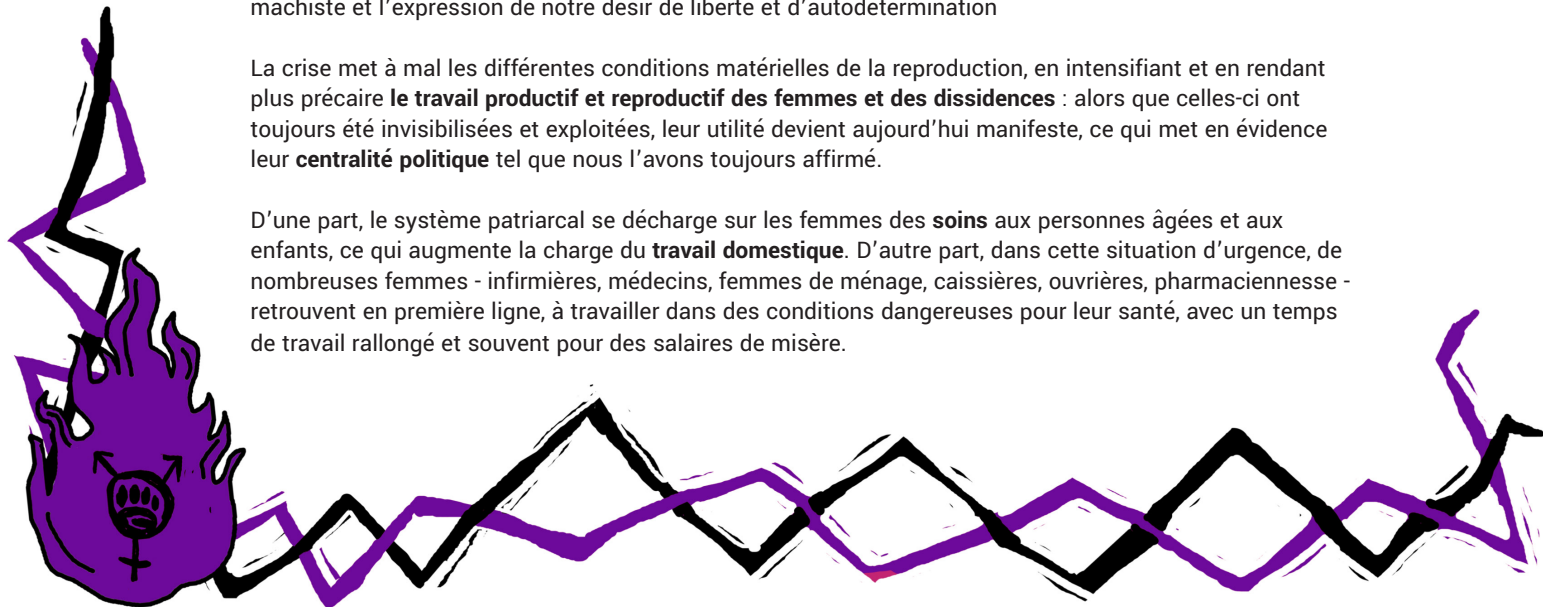 machiste et l'expression de notre désir de liberté et d'autodétermination
La crise met à mal les différentes conditions matérielles de la reproduction, en intensifiant et en rendant
plus précaire le travail productif et reproductif des femmes et des dissidences : alors que celles-ci ont
toujours été invisibilisées et exploitées, leur utilité devient aujourd'hui manifeste, ce qui met en évidence
leur centralité politique tel que nous l'avons toujours affirmé.
D'une part, le système patriarcal se décharge sur les femmes des soins aux personnes âgées et aux
enfants, ce qui augmente la charge du travail domestique. D'autre part, dans cette situation d'urgence, de
nombreuses femmes - infirmières, médecins, femmes de ménage, caissières, ouvrières, pharmaciennesse -
retrouvent en première ligne, à travailler dans des conditions dangereuses pour leur santé, avec un temps
de travail rallongé et souvent pour des salaires de misère.